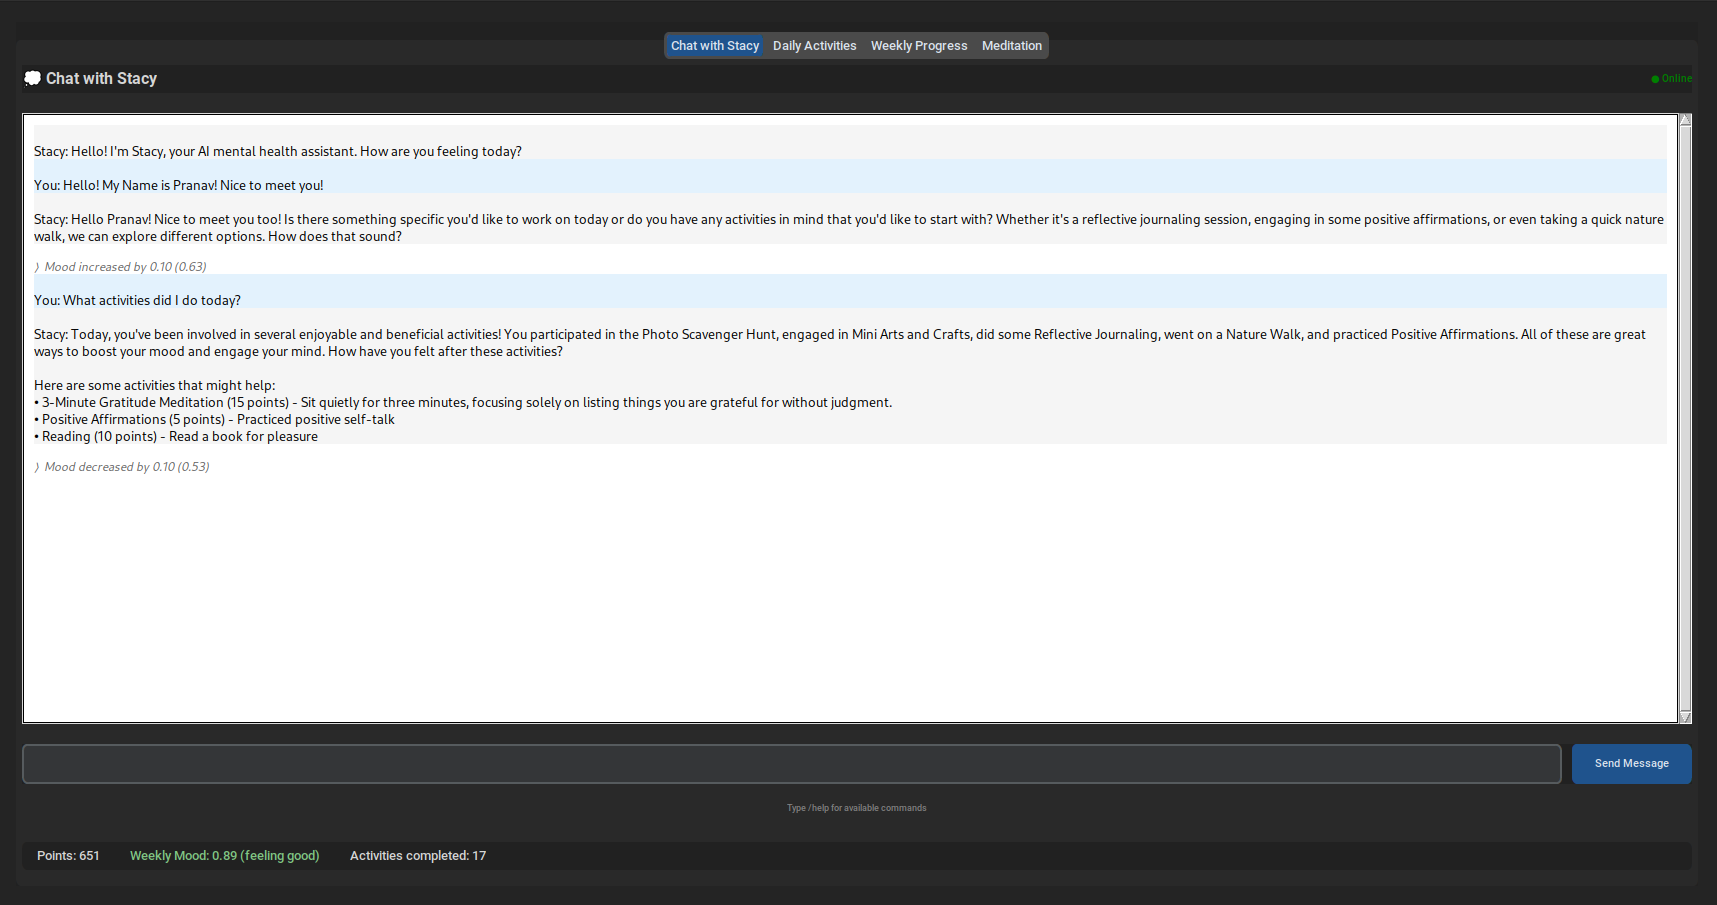 Chat with Stacy Daily Activities Weekly Progress Meditation
💭 Chat with Stacy
● Online
Stacy: Hello! I'm Stacy, your AI mental health assistant. How are you feeling today?
You: Hello! My Name is Pranav! Nice to meet you!
Stacy: Hello Pranav! Nice to meet you too! Is there something specific you'd like to work on today or do you have any activities in mind that you'd like to start with? Whether it's a reflective journaling session, engaging in some positive affirmations, or even taking a quick nature
walk, we can explore different options. How does that sound?
⟩ Mood increased by 0.10 (0.63)
You: What activities did I do today?
Stacy: Today, you've been involved in several enjoyable and beneficial activities! You participated in the Photo Scavenger Hunt, engaged in Mini Arts and Crafts, did some Reflective Journaling, went on a Nature Walk, and practiced Positive Affirmations. All of these are great
ways to boost your mood and engage your mind. How have you felt after these activities?
Here are some activities that might help:
• 3-Minute Gratitude Meditation (15 points) - Sit quietly for three minutes, focusing solely on listing things you are grateful for without judgment.
• Positive Affirmations (5 points) - Practiced positive self-talk
• Reading (10 points) - Read a book for pleasure
⟩ Mood decreased by 0.10 (0.53)
Send Message
Type /help for available commands
Points: 651 Weekly Mood: 0.89 (feeling good) Activities completed: 17